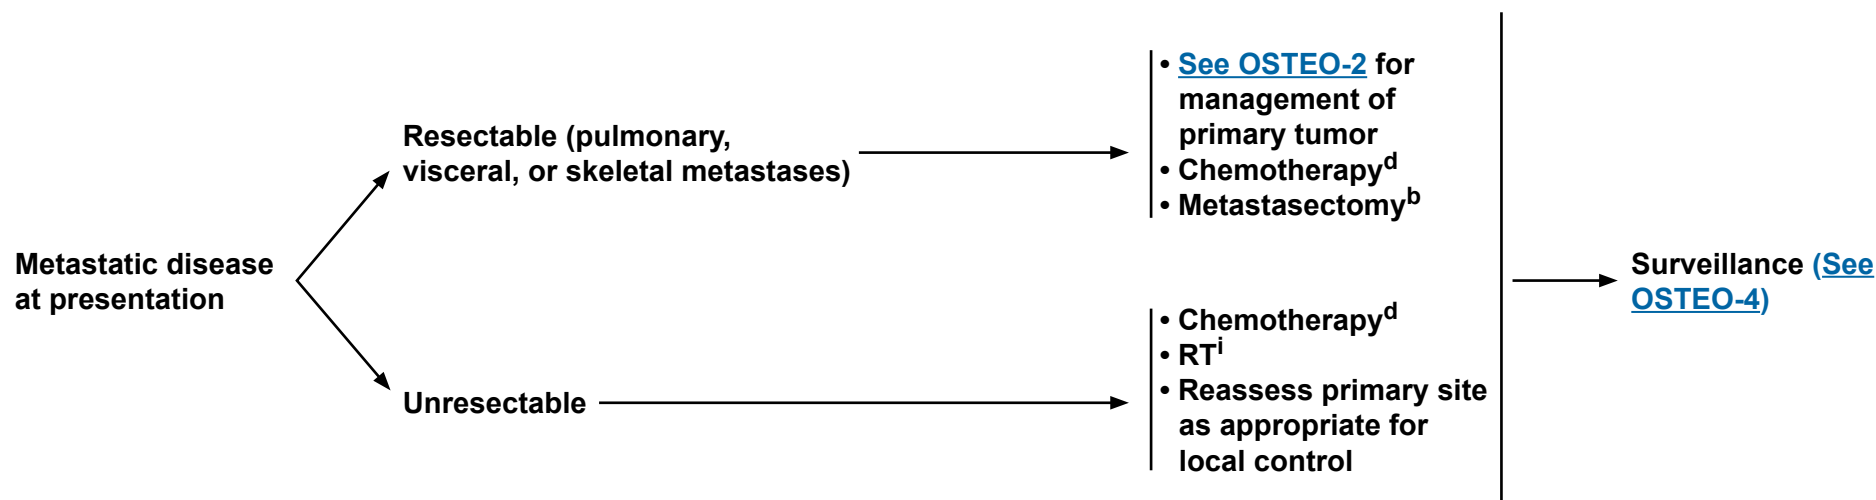 Metastatic disease
at presentation
Resectable (pulmonary,
visceral, or skeletal metastases)
Unresectable
• See OSTEO-2 for
management of
primary tumor
• Chemotherapyd
• Metastasectomyb
• Chemotherapyd
• RTi
• Reassess primary site
as appropriate for
local control
Surveillance (See
OSTEO-4)